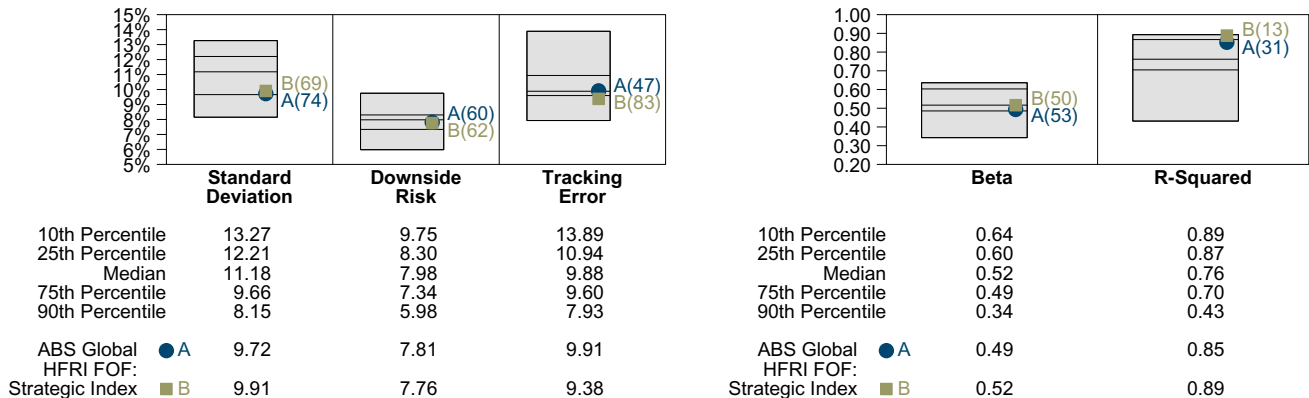 15%
14%
13%
12%
11%
10%
9%
8%
7%
6%
5%
B(69)
A(74)
A(60)
B(62)
A(47)
B(83)
Standard Deviation
Downside Risk
Tracking Error
10th Percentile 13.27 9.75 13.89
25th Percentile 12.21 8.30 10.94
Median 11.18 7.98 9.88
75th Percentile 9.66 7.34 9.60
90th Percentile 8.15 5.98 7.93
ABS Global A 9.72 7.81 9.91
HFRI FOF:
Strategic Index B 9.91 7.76 9.38
1.00
0.90
0.80
0.70
0.60
0.50
0.40
0.30
0.20
B(50)
A(53)
B(13)
A(31)
Beta
R-Squared
10th Percentile 0.64 0.89
25th Percentile 0.60 0.87
Median 0.52 0.76
75th Percentile 0.49 0.70
90th Percentile 0.34 0.43
ABS Global A 0.49 0.85
HFRI FOF:
Strategic Index B 0.52 0.89